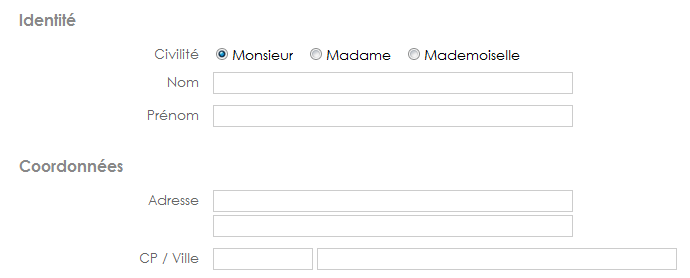 Identité
Civilité Monsieur Madame Mademoiselle
Nom
Prénom
Coordonnées
Adresse
CP / Ville